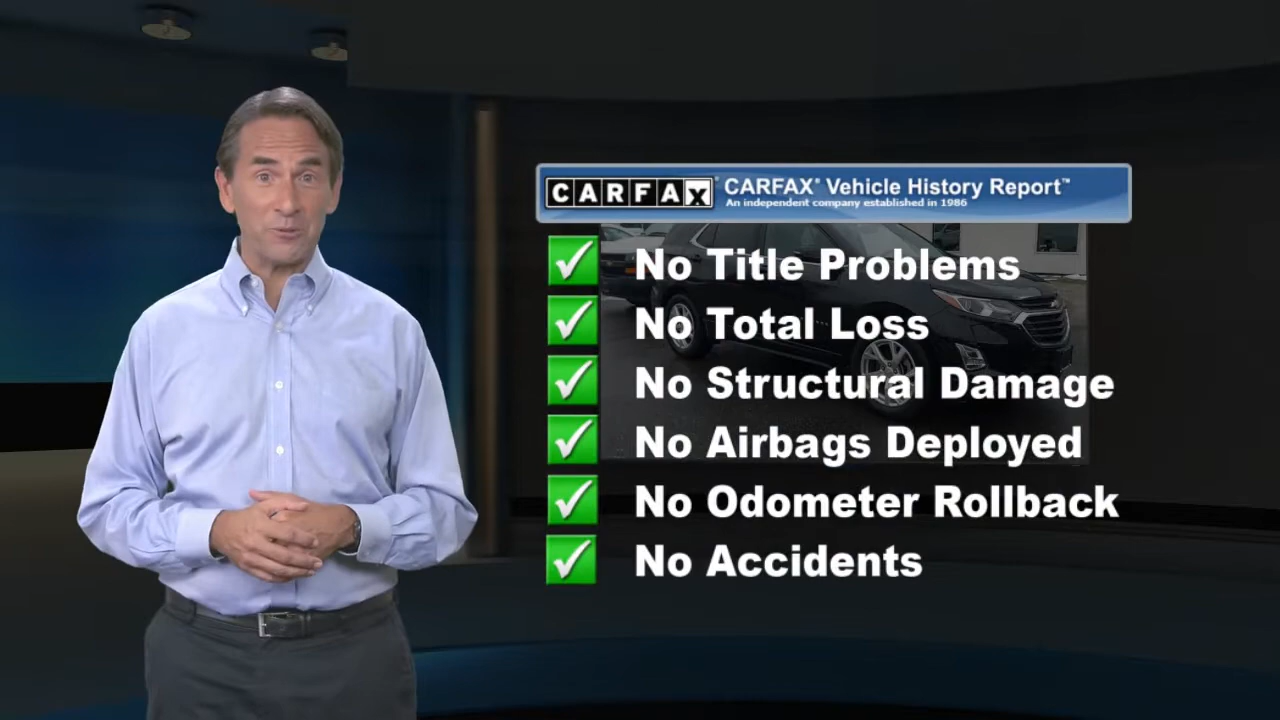 CARFAX® CARFAX® Vehicle History Report™
An independent company established in 1986
No Title Problems
No Total Loss
No Structural Damage
No Airbags Deployed
No Odometer Rollback
No Accidents